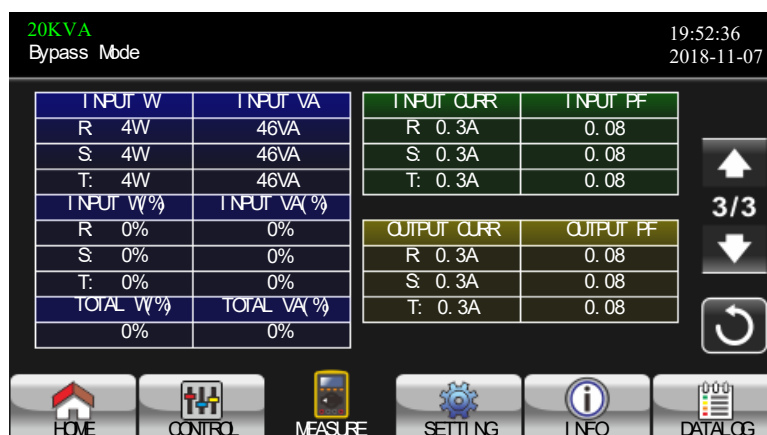 20KVA 19:52:36
Bypass Mode 2018-11-07
INPUT W INPUT VA INPUT CURR INPUT PF
R: 4W 46VA R: 0.3A 0.08
S: 4W 46VA S: 0.3A 0.08
T: 4W 46VA T: 0.3A 0.08
INPUT W(%) INPUT VA(%) 3/3
R: 0% 0% OUTPUT CURR OUTPUT PF
S: 0% 0% R: 0.3A 0.08
T: 0% 0% S: 0.3A 0.08
TOTAL W(%) TOTAL VA(%) T: 0.3A 0.08
0% 0%
HOME CONTROL MEASURE SETTING INFO DATALOG